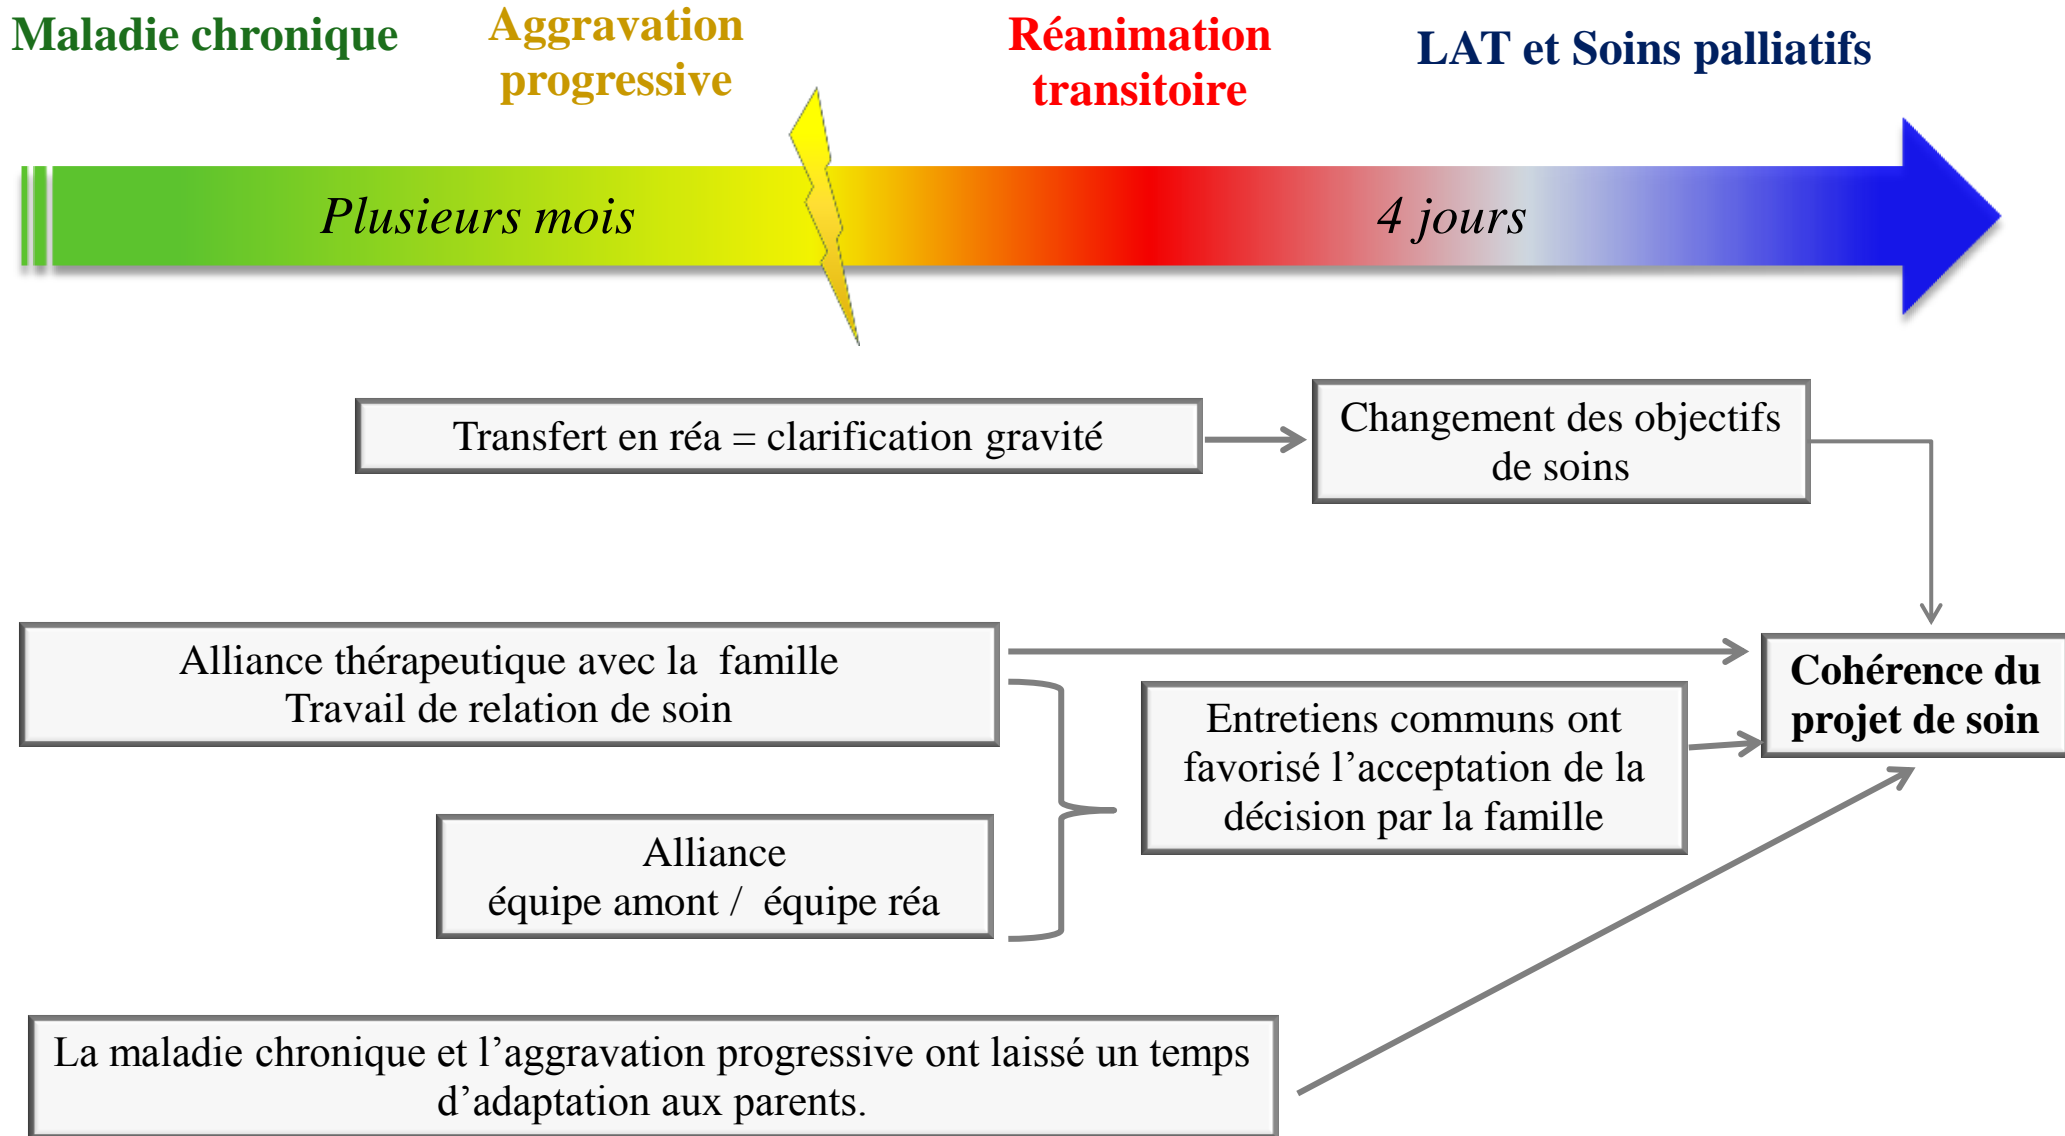 Maladie chronique
Aggravation
progressive
Réanimation
transitoire
LAT et Soins palliatifs
Plusieurs mois
4 jours
Transfert en réa = clarification gravité
Changement des objectifs
de soins
Alliance thérapeutique avec la famille
Travail de relation de soin
Cohérence du
projet de soin
Entretiens communs ont
favorisé l’acceptation de la
décision par la famille
Alliance
équipe amont / équipe réa
La maladie chronique et l’aggravation progressive ont laissé un temps
d’adaptation aux parents.